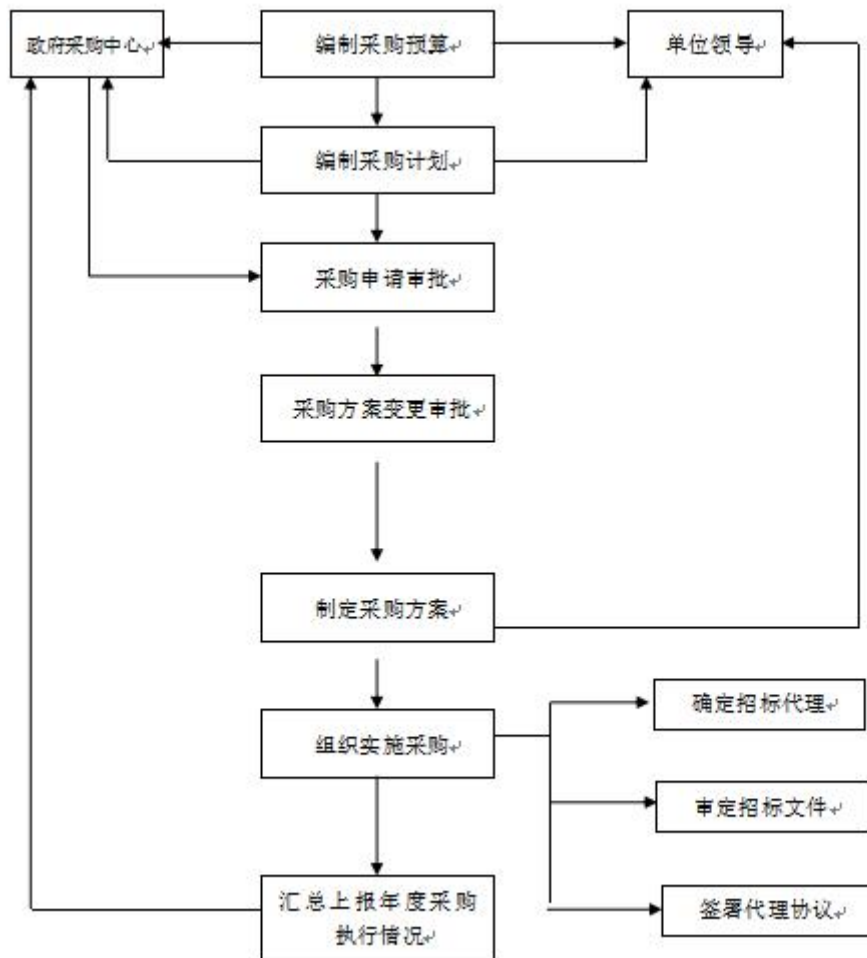 政府采购中心
编制采购预算
单位领导
编制采购计划
采购申请审批
采购方案变更审批
制定采购方案
确定招标代理
组织实施采购
审定招标文件
汇总上报年度采购
执行情况
签署代理协议